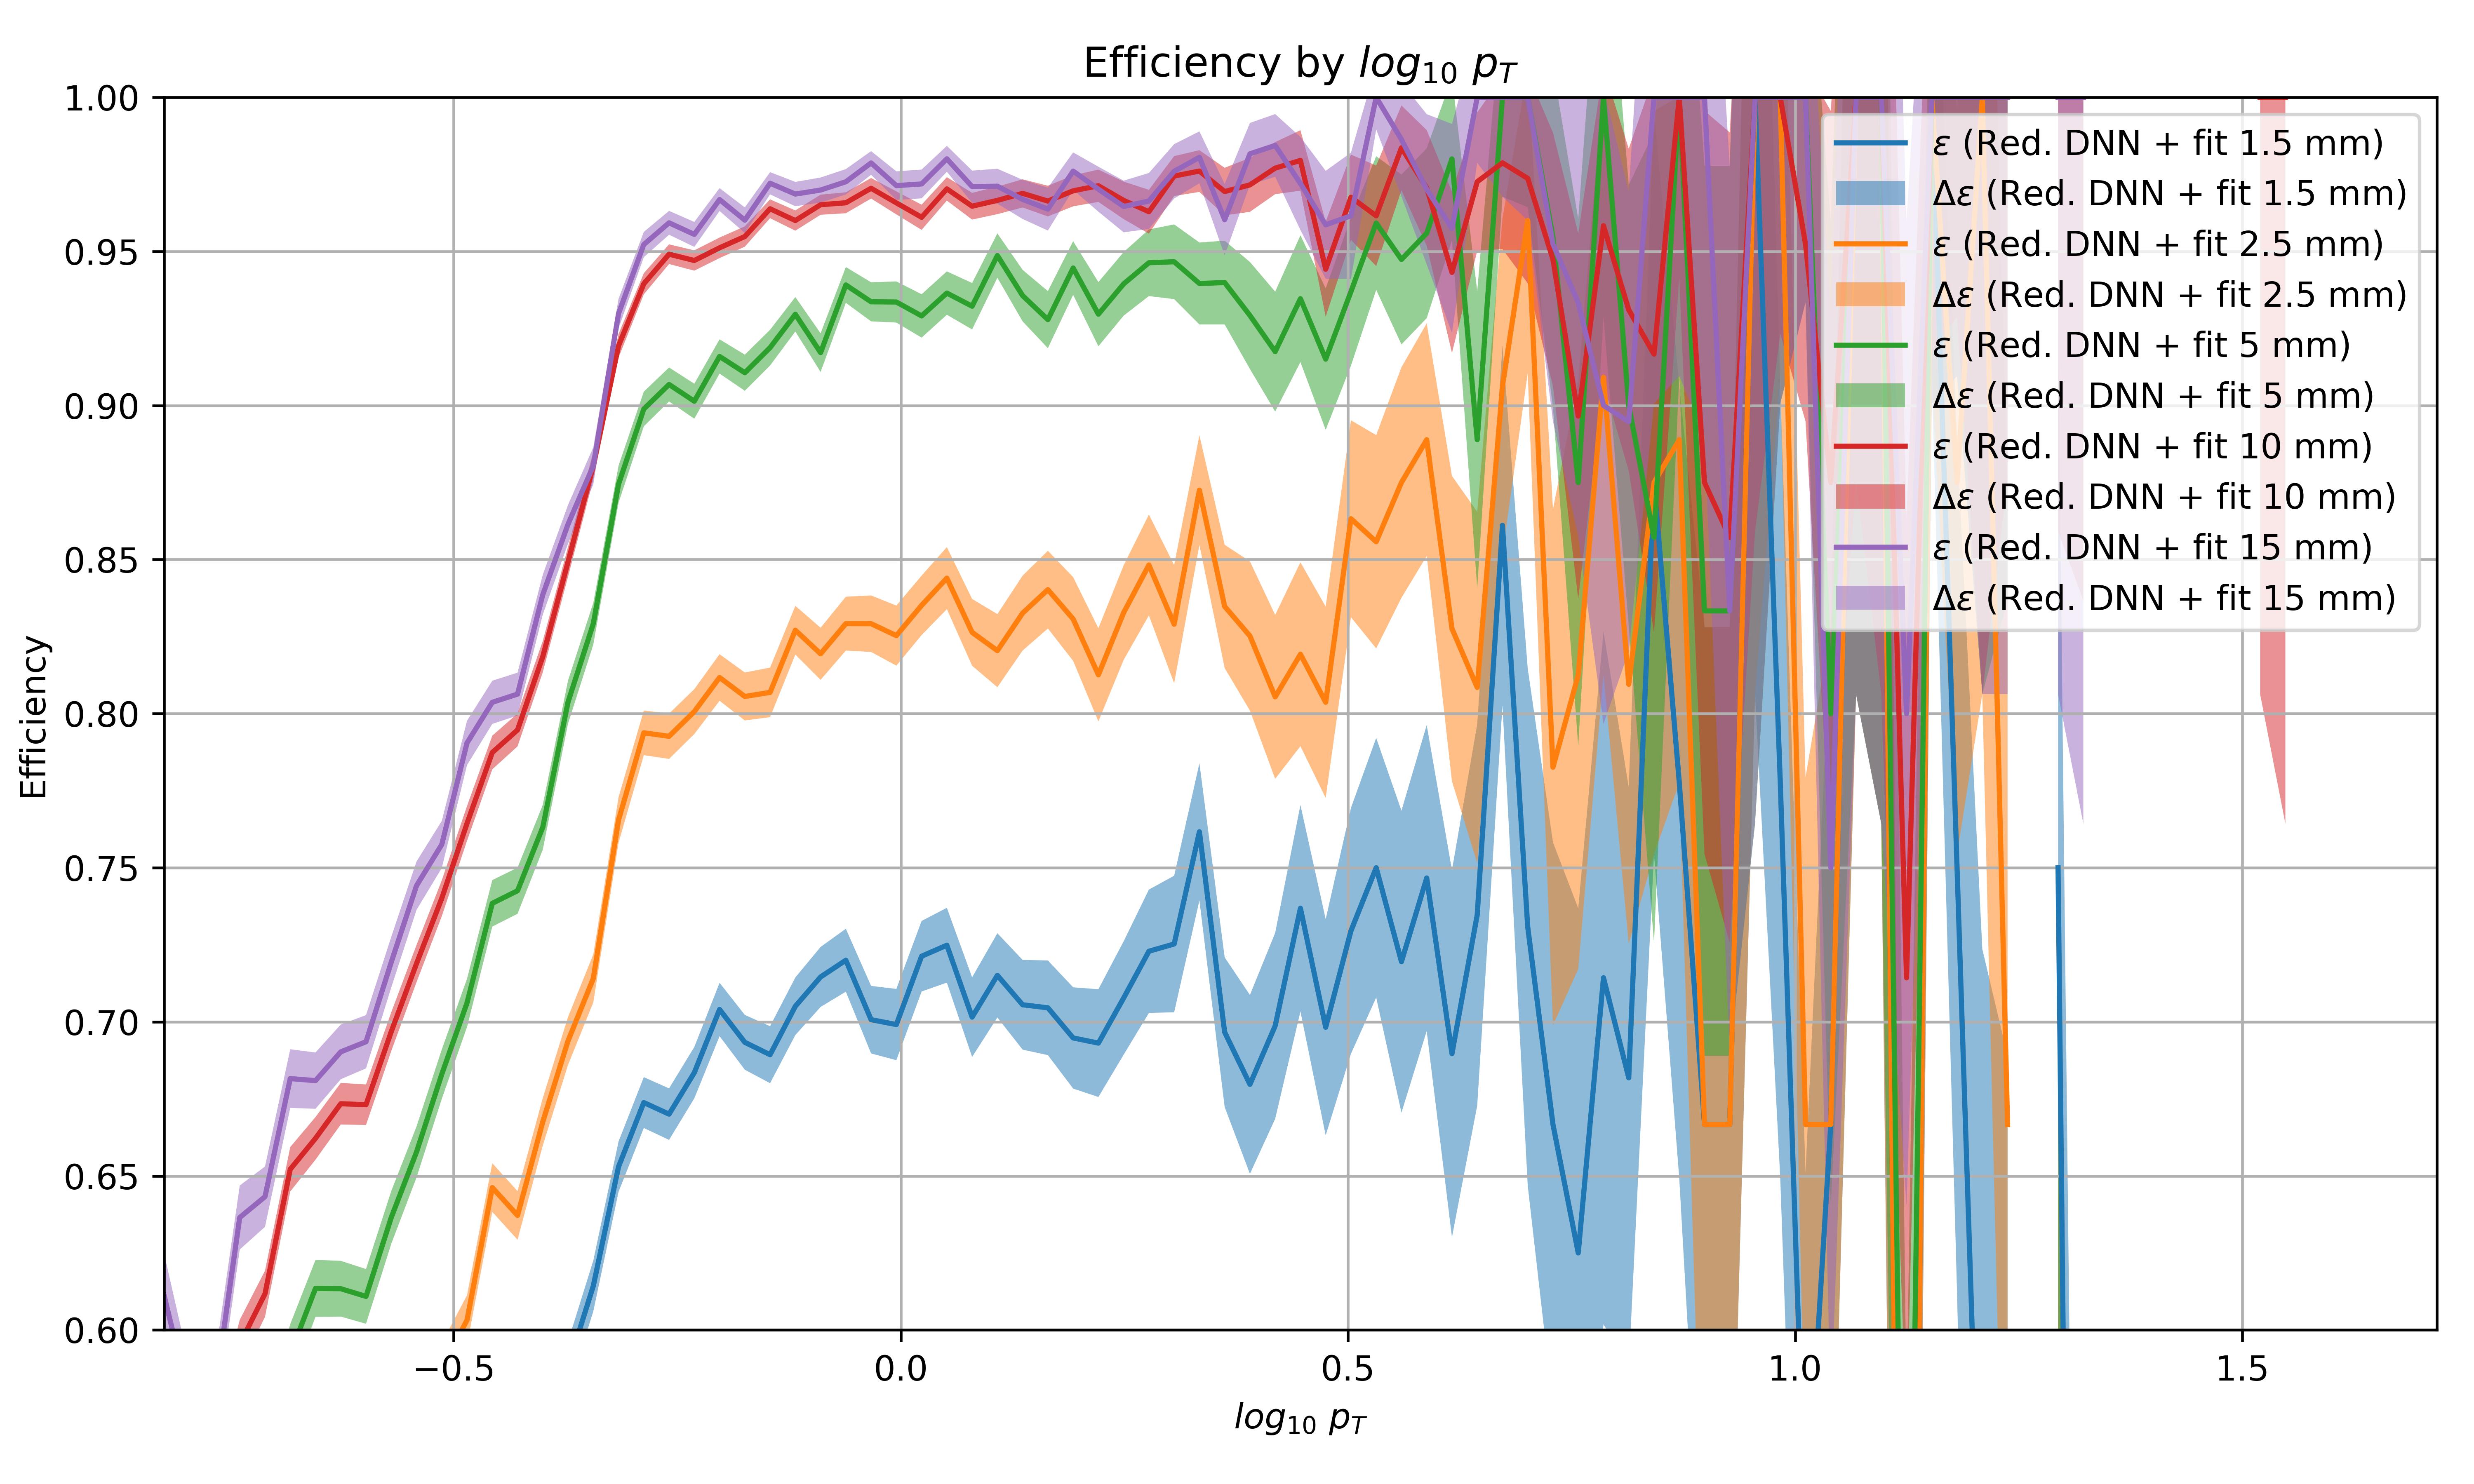 Efficiency by log₁₀ p_T
1.00
0.95
0.90
0.85
0.80
0.75
0.70
0.65
0.60
Efficiency
ε (Red. DNN + fit 1.5 mm)
Δε (Red. DNN + fit 1.5 mm)
ε (Red. DNN + fit 2.5 mm)
Δε (Red. DNN + fit 2.5 mm)
ε (Red. DNN + fit 5 mm)
Δε (Red. DNN + fit 5 mm)
ε (Red. DNN + fit 10 mm)
Δε (Red. DNN + fit 10 mm)
ε (Red. DNN + fit 15 mm)
Δε (Red. DNN + fit 15 mm)
−0.5 0.0 0.5 1.0 1.5
log₁₀ p_T